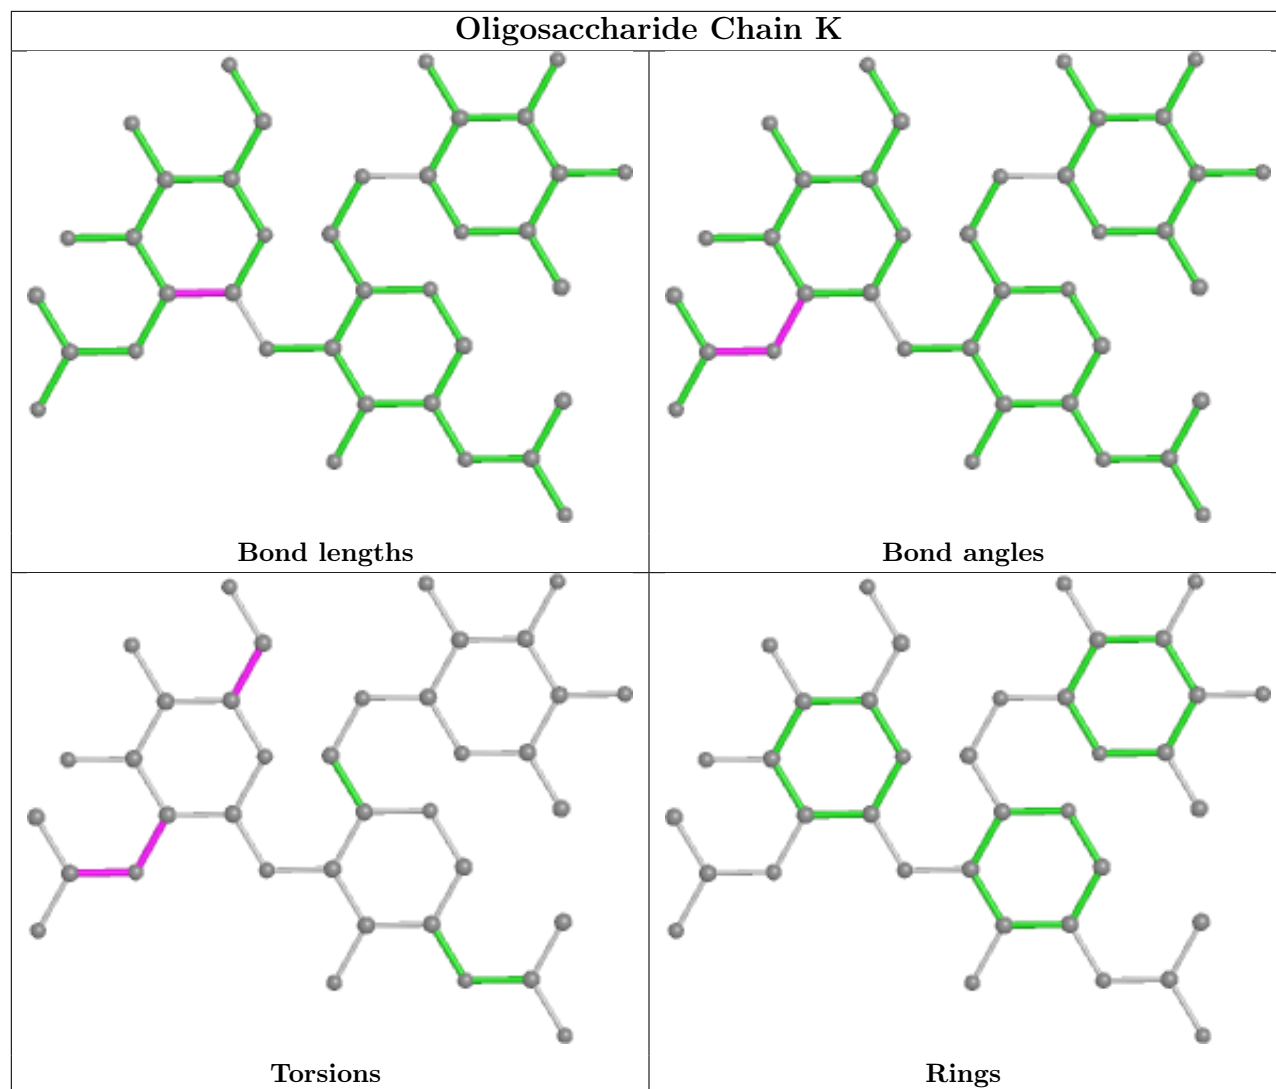 Oligosaccharide Chain K
Bond lengths
Bond angles
Torsions
Rings